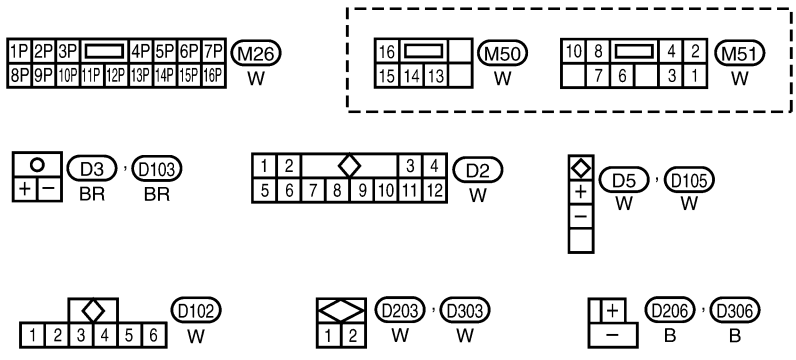 1P 2P 3P 4P 5P 6P 7P M26
8P 9P 10P 11P 12P 13P 14P 15P 16P W
16 M50
15 14 13 W
10 8 4 2 M51
7 6 3 1 W
D3 , D103
+ − BR BR
1 2 3 4 D2
5 6 7 8 9 10 11 12 W
D5 , D105
+ W W
−
D102
1 2 3 4 5 6 W
D203 , D303
1 2 W W
+ D206 , D306
− B B